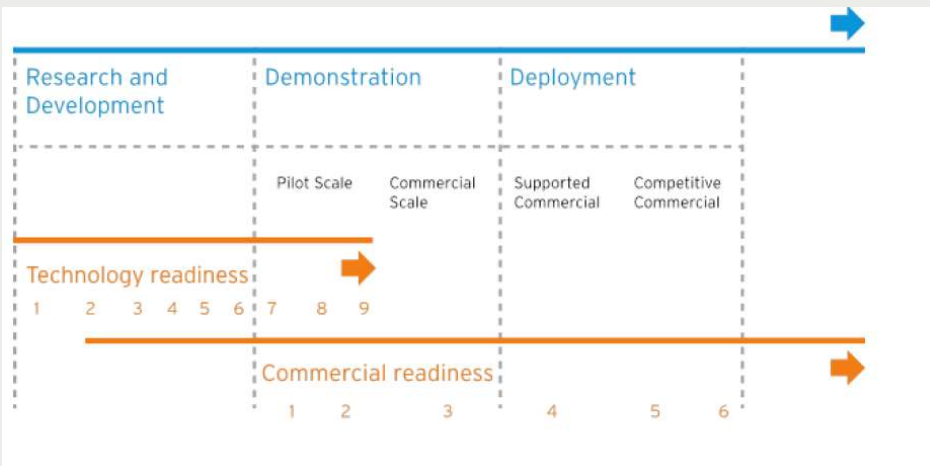 Research and Development
Demonstration
Deployment
Pilot Scale
Commercial Scale
Supported Commercial
Competitive Commercial
Technology readiness
1 2 3 4 5 6 7 8 9
Commercial readiness
1 2 3 4 5 6